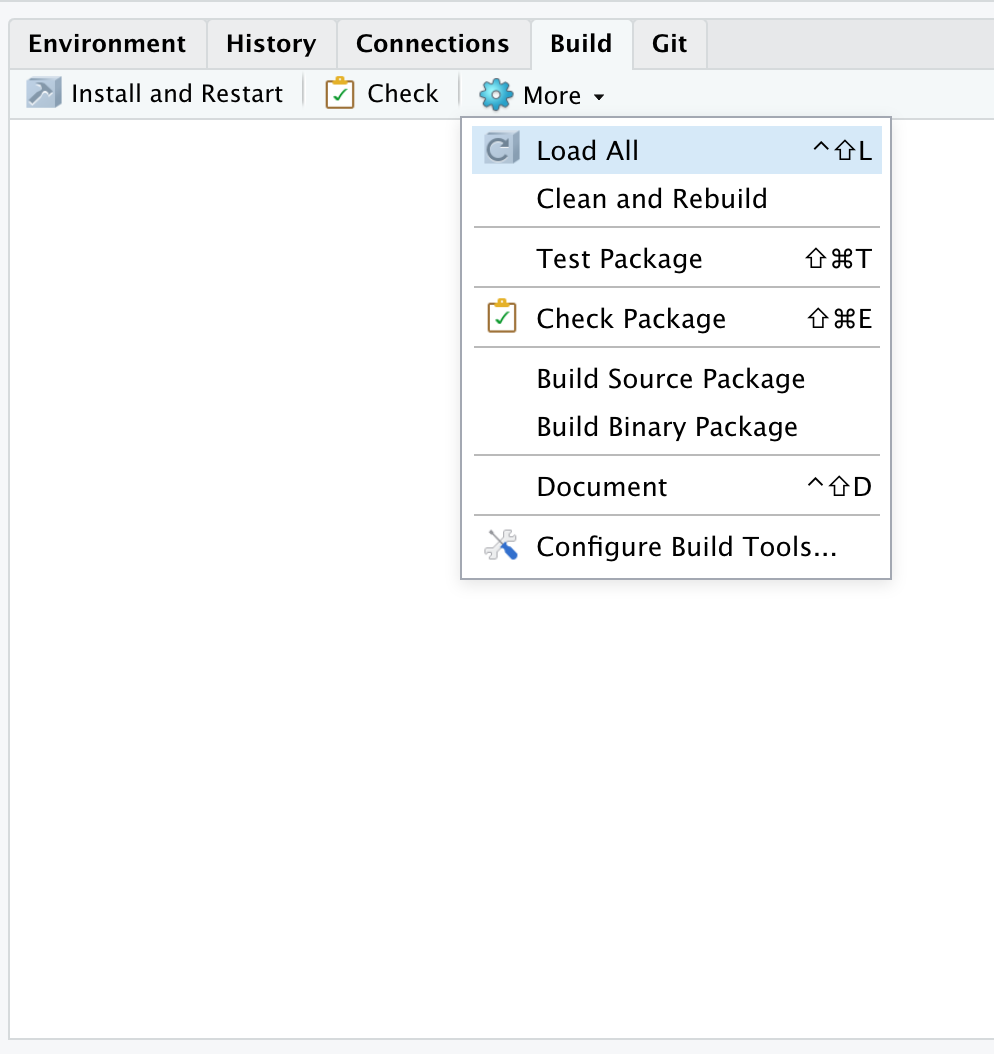 Environment History Connections Build Git
Install and Restart Check More
Load All ^⇧L
Clean and Rebuild
Test Package ⇧⌘T
Check Package ⇧⌘E
Build Source Package
Build Binary Package
Document ^⇧D
Configure Build Tools...